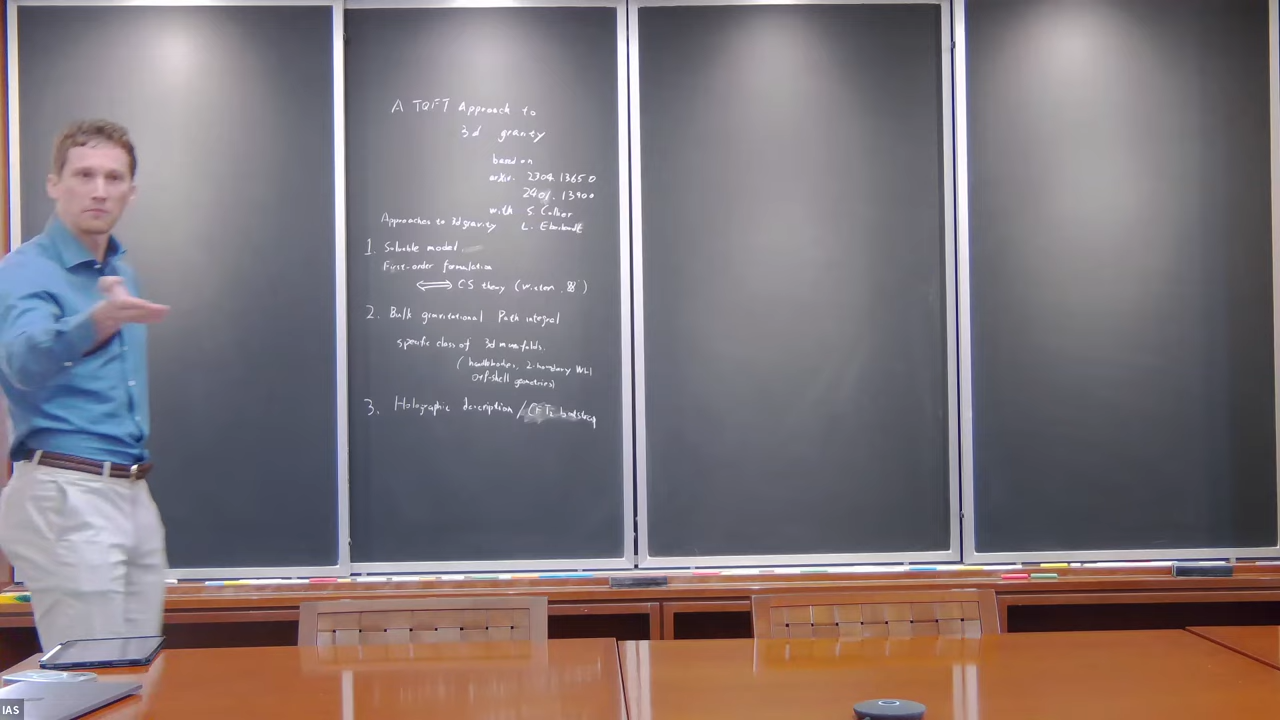 A TQFT Approach to
3d gravity
based on
arXiv. 2304.13650
2401.13900
with S. Collier
Approaches to 3d gravity L. Eberhardt
1. Solvable model
First-order formulation
⟺ CS theory (Witten. 88')
2. Bulk gravitational Path integral
specific class of 3d manifolds.
(handlebodies, 2-boundary WH
off-shell geometries)
3. Holographic description / CFT₂ bootstrap
IAS